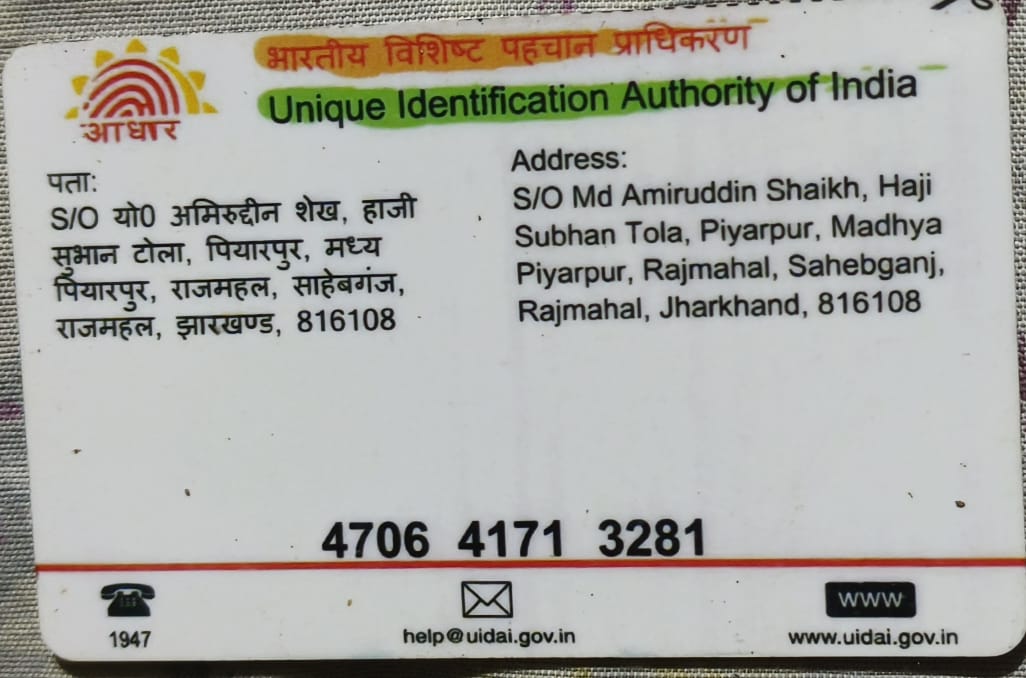 भारतीय विशिष्ट पहचान प्राधिकरण
Unique Identification Authority of India
आधार
पता:
S/O यो0 अमिरुद्दीन शेख, हाजी
सुभान टोला, पियारपुर, मध्य
पियारपुर, राजमहल, साहेबगंज,
राजमहल, झारखण्ड, 816108
Address:
S/O Md Amiruddin Shaikh, Haji
Subhan Tola, Piyarpur, Madhya
Piyarpur, Rajmahal, Sahebganj,
Rajmahal, Jharkhand, 816108
4706 4171 3281
1947
help@uidai.gov.in
www
www.uidai.gov.in